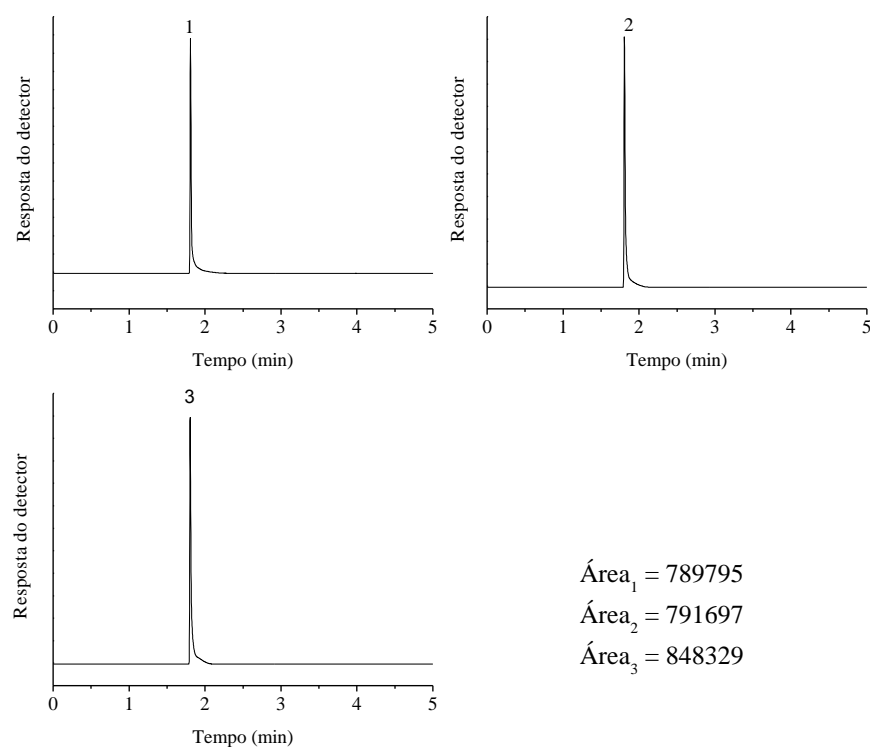 1
Resposta do detector
0 1 2 3 4 5
Tempo (min)
2
Resposta do detector
0 1 2 3 4 5
Tempo (min)
3
Resposta do detector
0 1 2 3 4 5
Tempo (min)
Área1 = 789795
Área2 = 791697
Área3 = 848329